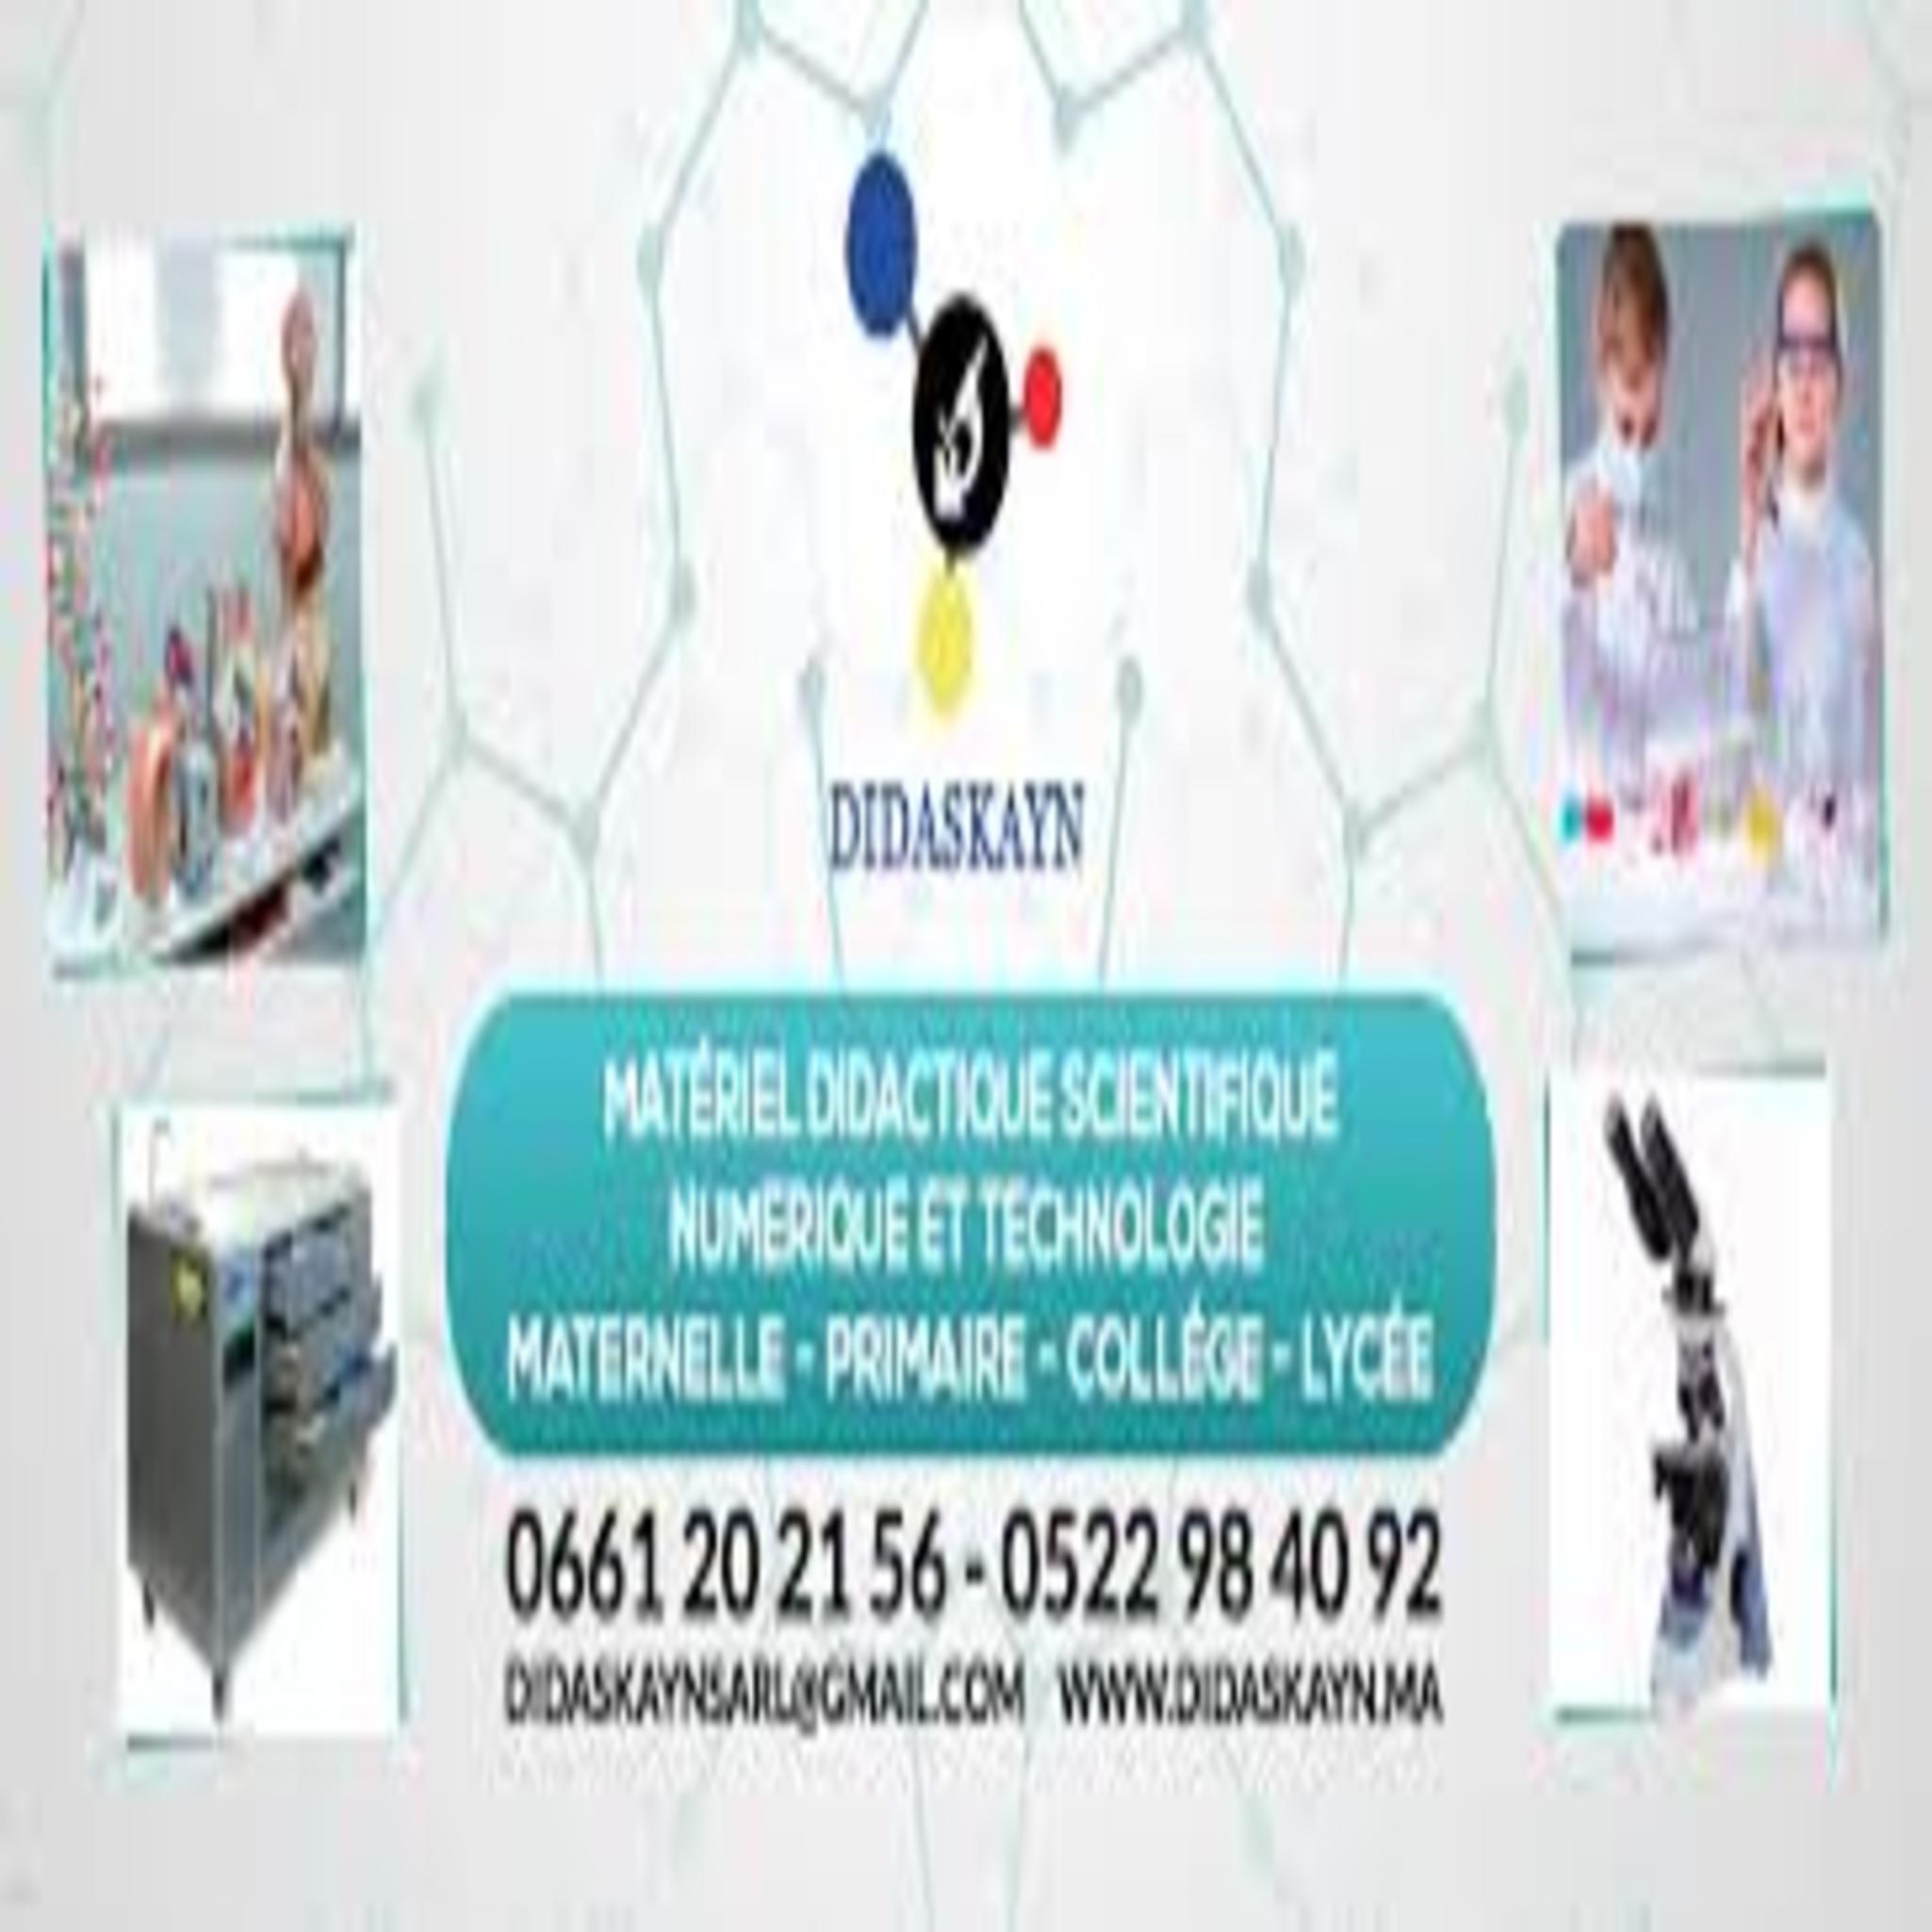 DIDASKAYN
MATÉRIEL DIDACTIQUE SCIENTIFIQUE
NUMERIQUE ET TECHNOLOGIE
MATERNELLE - PRIMAIRE - COLLÉGE - LYCÉE
0661 20 21 56 - 0522 98 40 92
DIDASKAYNSARL@GMAIL.COM WWW.DIDASKAYN.MA